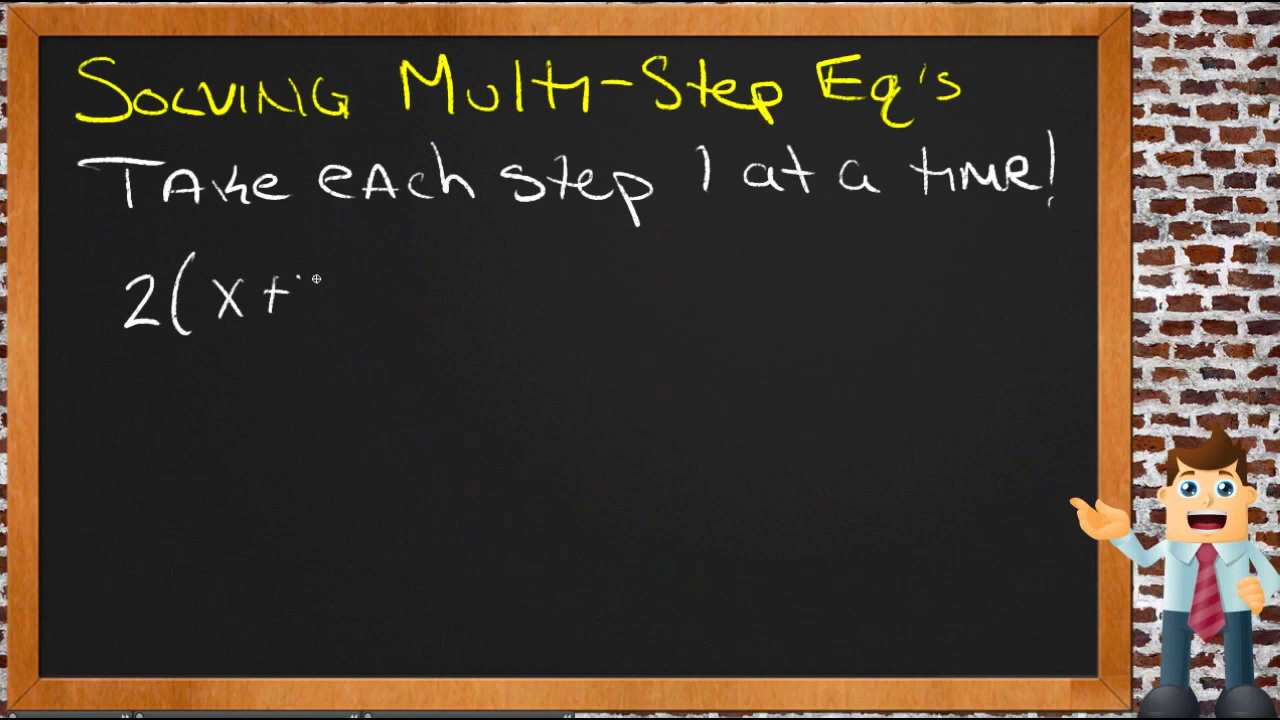 SOLVING MULTI-STEP EQ's
TAKE EACH STEP 1 at a TIME!
2(x+